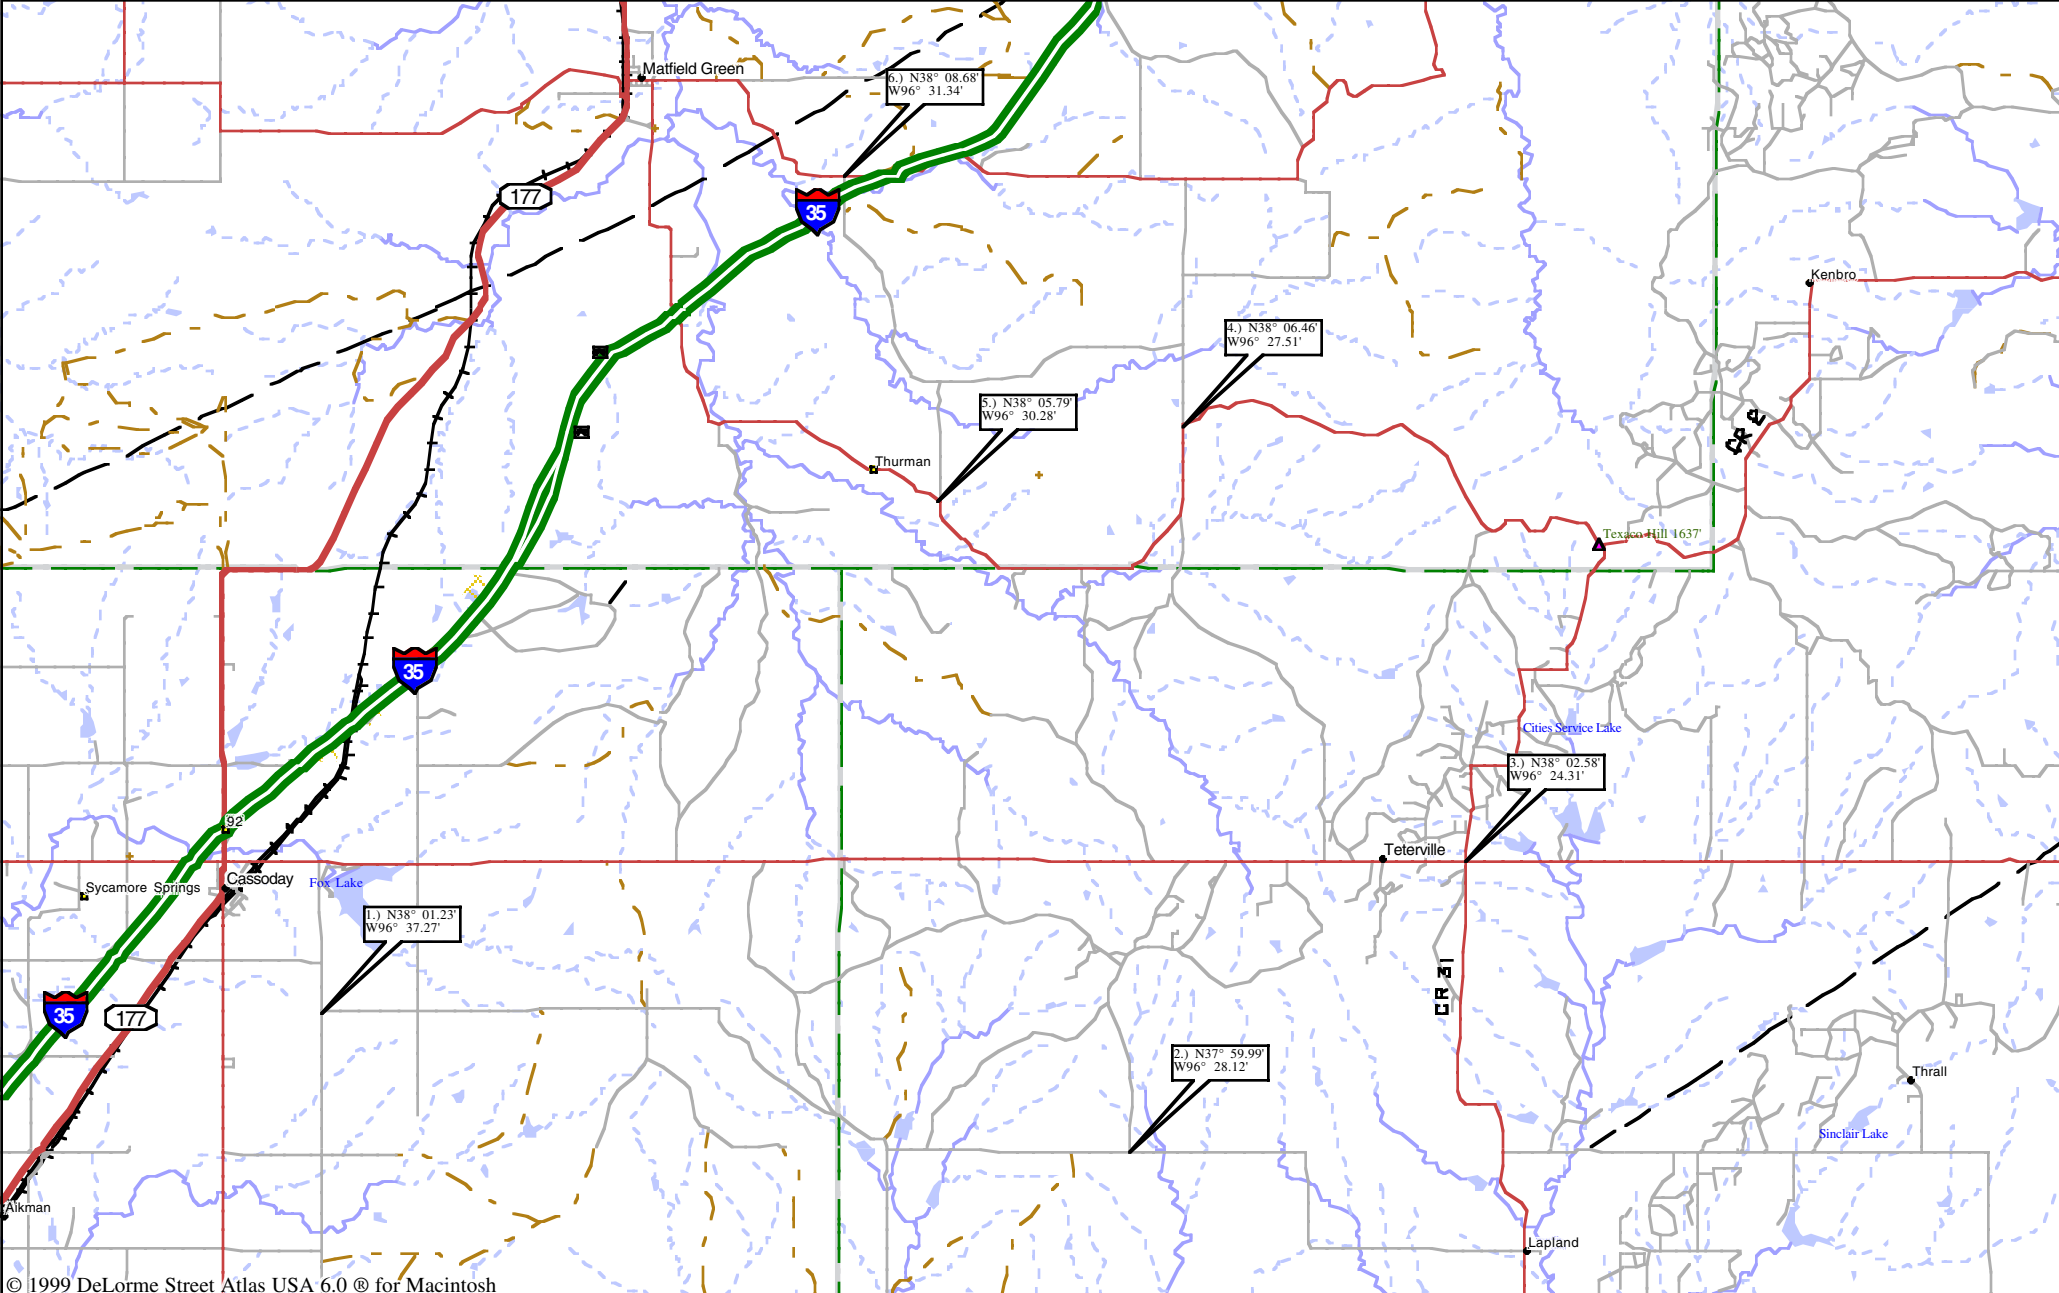 Matfield Green
6.) N38° 08.68'
W96° 31.34'
177
35
Kenbro
4.) N38° 06.46'
W96° 27.51'
5.) N38° 05.79'
W96° 30.28'
CR 2
Thurman
Texaco Hill 1637'
35
Cities Service Lake
3.) N38° 02.58'
W96° 24.31'
92
Teterville
Cassoday
Fox Lake
Sycamore Springs
1.) N38° 01.23'
W96° 37.27'
CR 31
35
177
2.) N37° 59.99'
W96° 28.12'
Thrall
Sinclair Lake
Aikman
Lapland
© 1999 DeLorme Street Atlas USA 6.0 ® for Macintosh